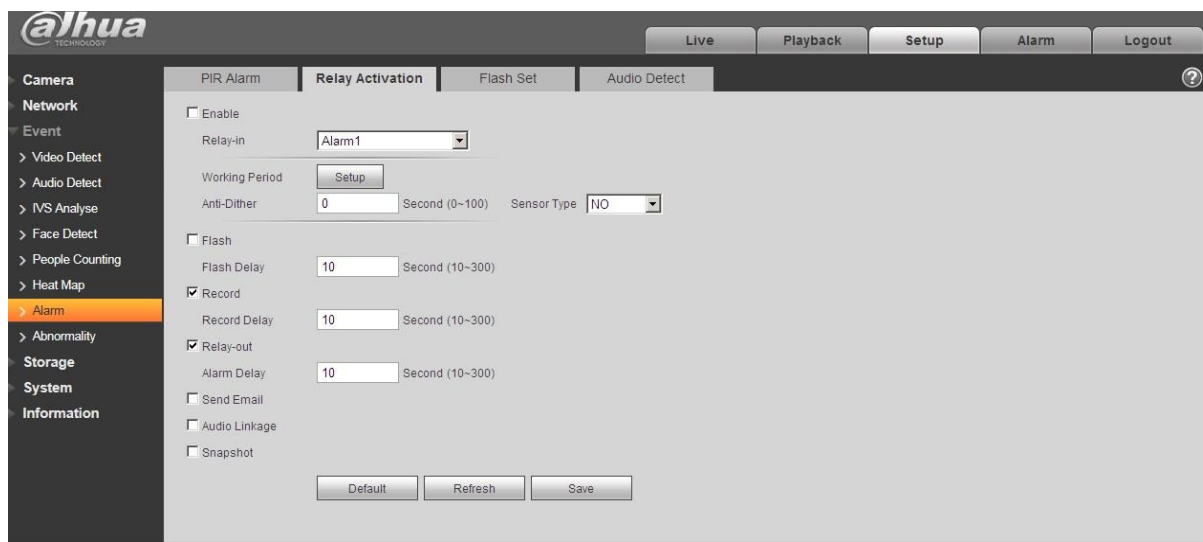 alhua
TECHNOLOGY
Live Playback Setup Alarm Logout
PIR Alarm Relay Activation Flash Set Audio Detect ?
Camera
Network
Event
> Video Detect
> Audio Detect
> IVS Analyse
> Face Detect
> People Counting
> Heat Map
> Alarm
> Abnormality
Storage
System
Information
Enable
Relay-in Alarm1
Working Period Setup
Anti-Dither 0 Second (0~100) Sensor Type NO
Flash
Flash Delay 10 Second (10~300)
Record
Record Delay 10 Second (10~300)
Relay-out
Alarm Delay 10 Second (10~300)
Send Email
Audio Linkage
Snapshot
Default Refresh Save